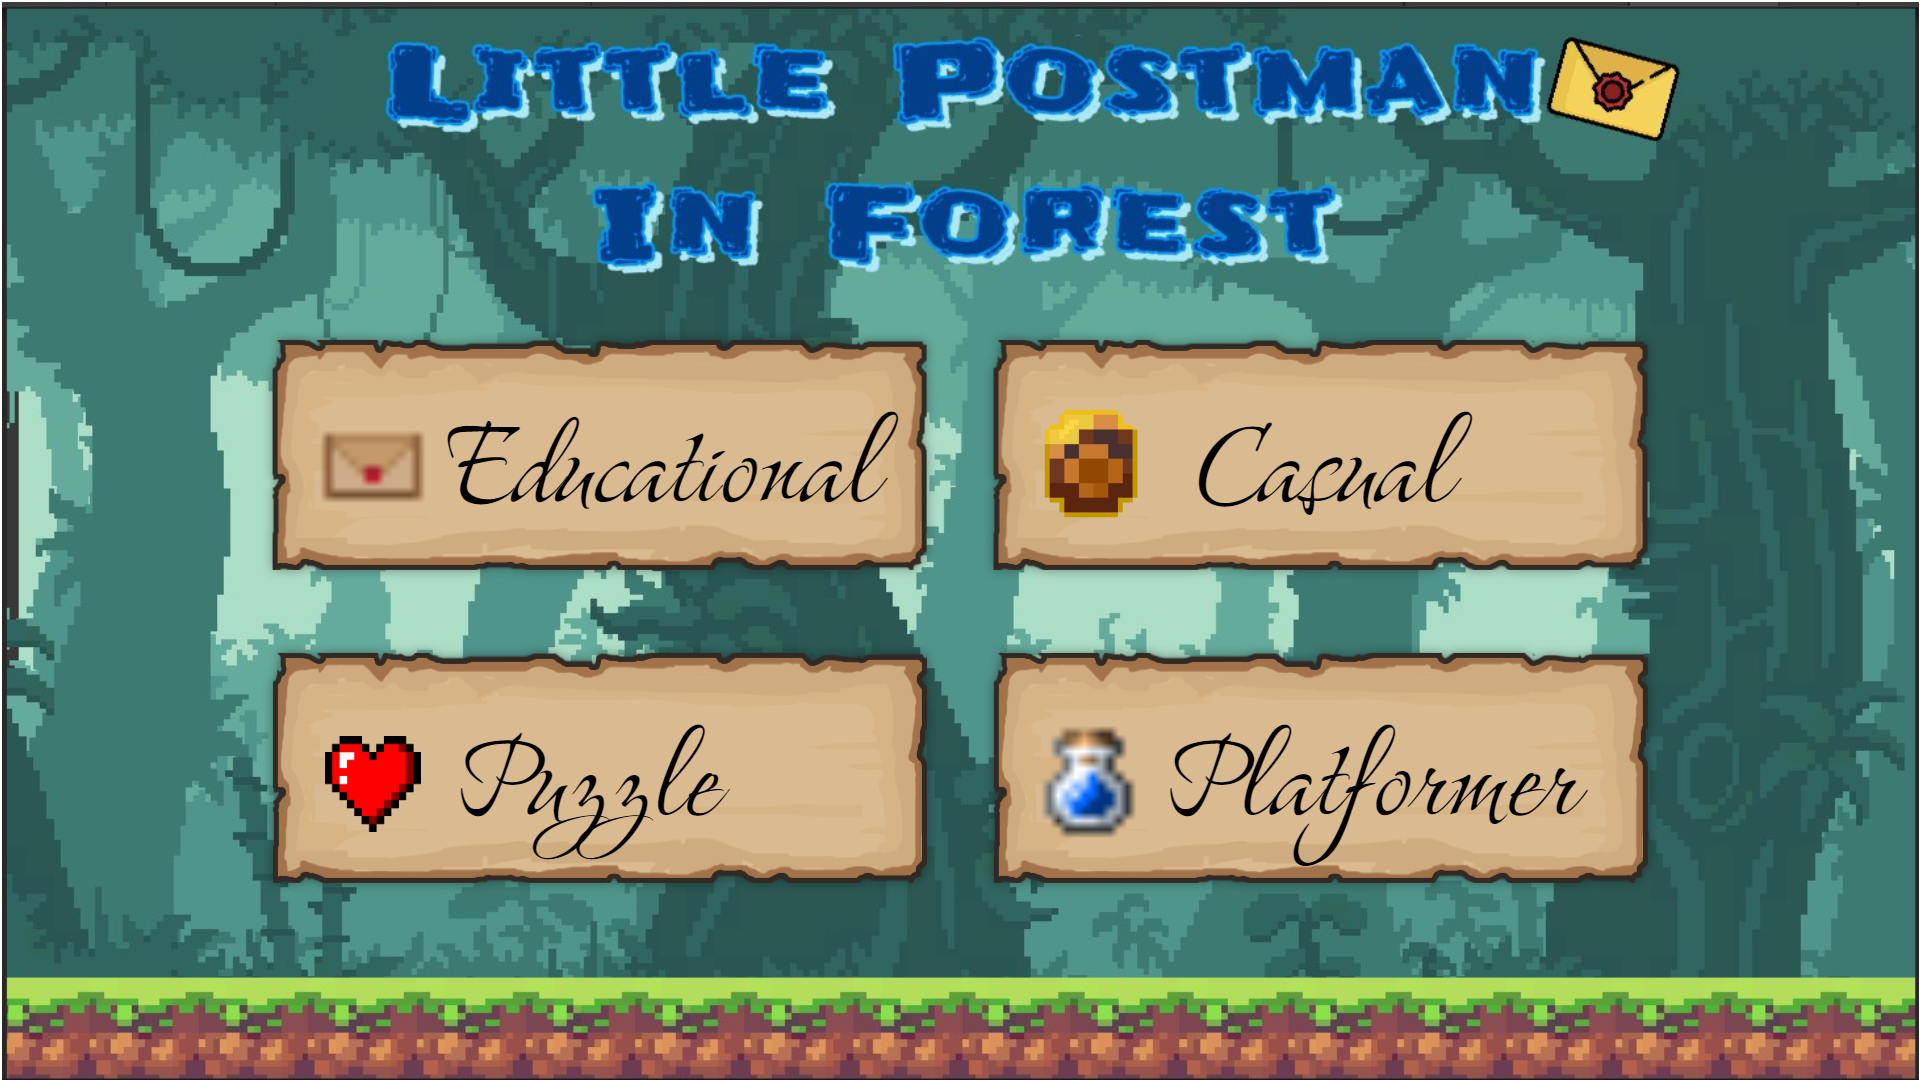 Little Postman
In Forest
Educational
Casual
Puzzle
Platformer